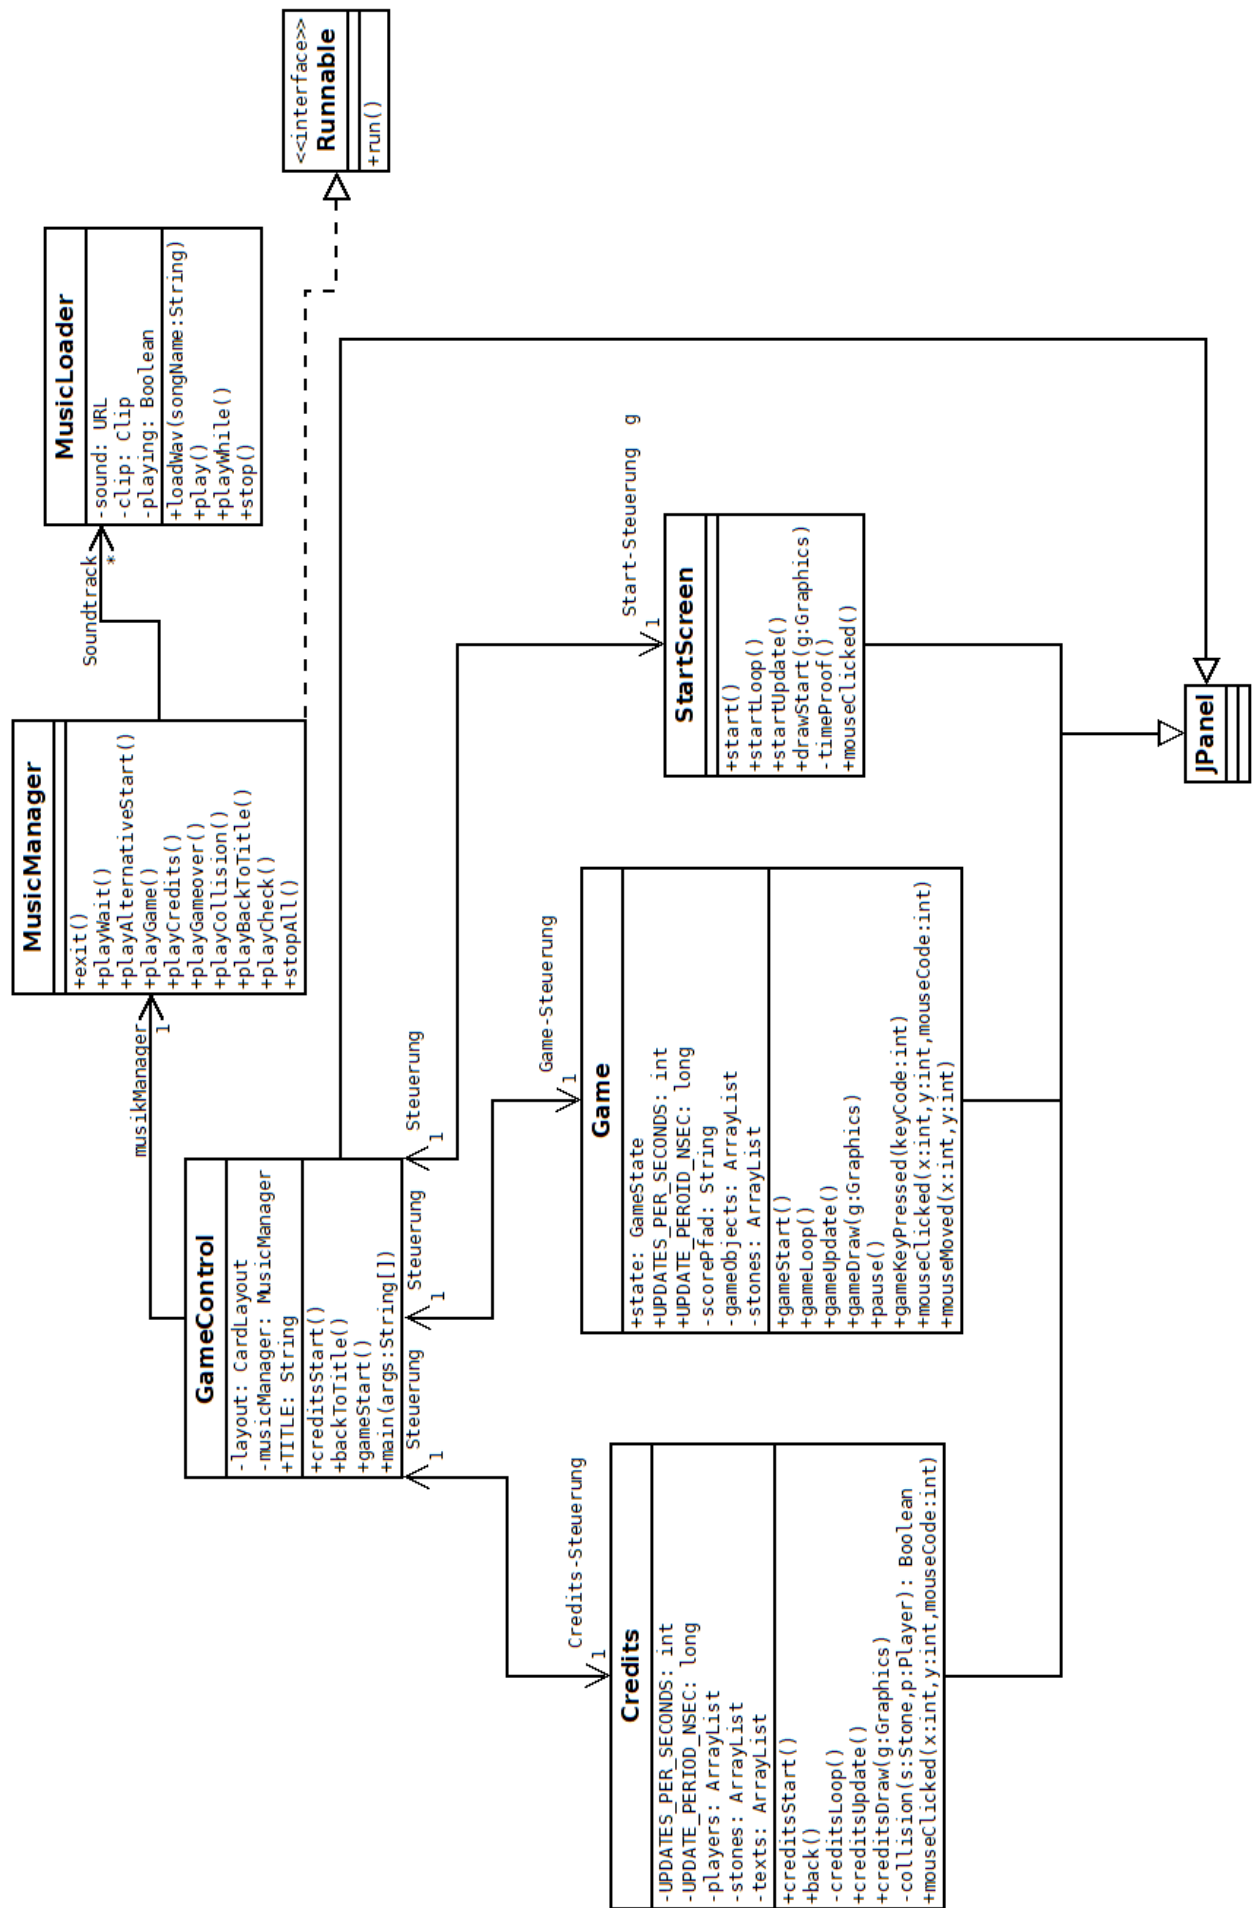 MusicManager
+exit()
+playWait()
+playAlternativeStart()
+playGame()
+playCredits()
+playGameover()
+playCollision()
+playBackToTitle()
+playCheck()
+stopAll()
Soundtrack
*
MusicLoader
-sound: URL
-clip: Clip
-playing: Boolean
+loadWav(songName:String)
+play()
+playWhile()
+stop()
<<interface>>
Runnable
+run()
musikManager
1
GameControl
-layout: CardLayout
-musicManager: MusicManager
+TITLE: String
+creditsStart()
+backToTitle()
+gameStart()
+main(args:String[])
Steuerung
1
Steuerung
1
Steuerung
1
Credits-Steuerung
1
Game-Steuerung
1
Start-Steuerung g
1
Credits
-UPDATES_PER_SECONDS: int
-UPDATE_PERIOD_NSEC: long
-players: ArrayList
-stones: ArrayList
-texts: ArrayList
+creditsStart()
+back()
-creditsLoop()
+creditsUpdate()
+creditsDraw(g:Graphics)
-collision(s:Stone,p:Player): Boolean
+mouseClicked(x:int,y:int,mouseCode:int)
Game
+state: GameState
+UPDATES_PER_SECONDS: int
+UPDATE_PEROID_NSEC: long
-scorePfad: String
-gameObjects: ArrayList
-stones: ArrayList
+gameStart()
+gameLoop()
+gameUpdate()
+gameDraw(g:Graphics)
+pause()
+gameKeyPressed(keyCode:int)
+mouseClicked(x:int,y:int,mouseCode:int)
+mouseMoved(x:int,y:int)
StartScreen
+start()
+startLoop()
+startUpdate()
+drawStart(g:Graphics)
-timeProof()
+mouseClicked()
JPanel